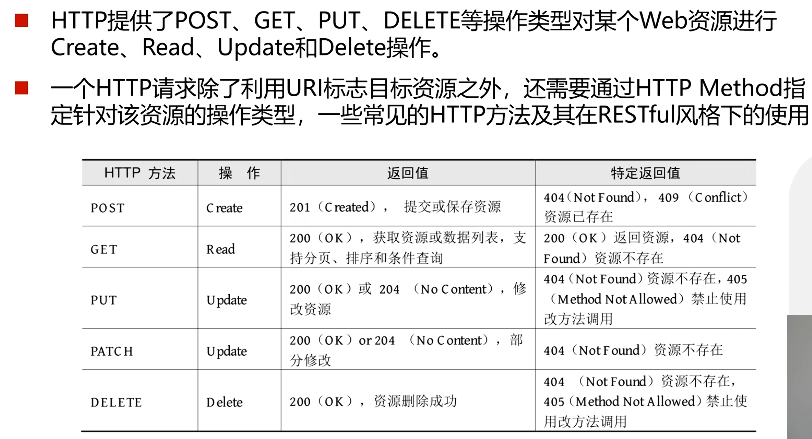 HTTP提供了POST、GET、PUT、DELETE等操作类型对某个Web资源进行
Create、Read、Update和Delete操作。
一个HTTP请求除了利用URI标志目标资源之外，还需要通过HTTP Method指
定针对该资源的操作类型，一些常见的HTTP方法及其在RESTful风格下的使用
HTTP 方法 操 作 返回值 特定返回值
POST Create 201（Created）， 提交或保存资源 404（Not Found），409 （Conflict）
资源已存在
GET Read 200（OK），获取资源或数据列表，支
持分页、排序和条件查询
200（OK）返回资源，404（Not
Found）资源不存在
PUT Update 200（OK）或 204 （No Content），修
改资源
404（Not Found）资源不存在，405
（Method Not Allowed）禁止使用
改方法调用
PATCH Update 200（OK）or 204 （No Content），部
分修改
404（Not Found）资源不存在
DELETE Delete 200（OK），资源删除成功
404 （Not Found）资源不存在，
405（Method Not Allowed）禁止使
用改方法调用